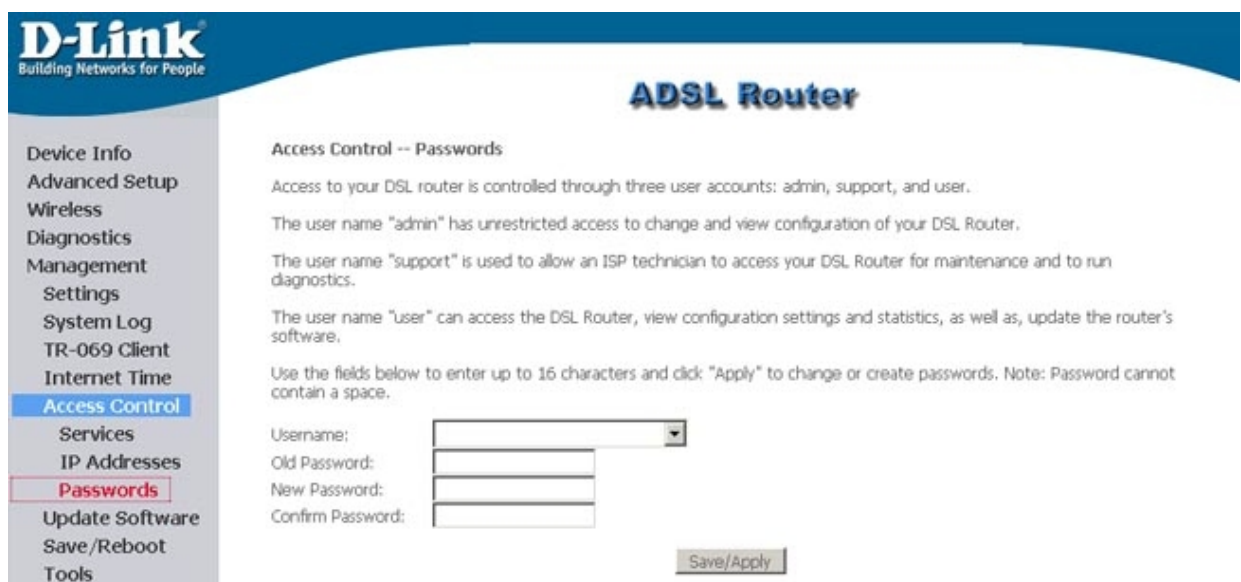 D-Link
Building Networks for People
ADSL Router
Device Info
Advanced Setup
Wireless
Diagnostics
Management
Settings
System Log
TR-069 Client
Internet Time
Access Control
Services
IP Addresses
Passwords
Update Software
Save/Reboot
Tools
Access Control -- Passwords
Access to your DSL router is controlled through three user accounts: admin, support, and user.
The user name "admin" has unrestricted access to change and view configuration of your DSL Router.
The user name "support" is used to allow an ISP technician to access your DSL Router for maintenance and to run
diagnostics.
The user name "user" can access the DSL Router, view configuration settings and statistics, as well as, update the router's
software.
Use the fields below to enter up to 16 characters and click "Apply" to change or create passwords. Note: Password cannot
contain a space.
Username:
Old Password:
New Password:
Confirm Password:
Save/Apply